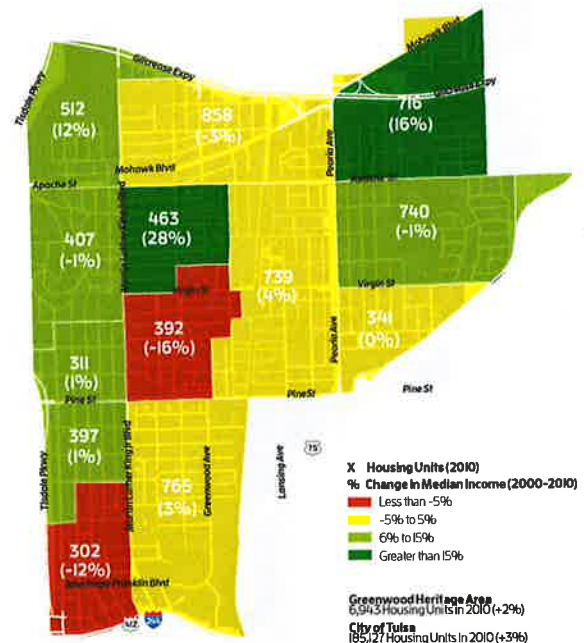 Mohawk Blvd
Gilcrease Expy
Tisdale Pkwy
512
(12%)
858
(-3%)
716
(16%)
Gilcrease Expy
Peoria Ave
Mohawk Blvd
Apache St
463
(28%)
740
(-1%)
407
(-1%)
739
(4%)
Virgin St
Virgin St
392
(-16%)
341
(0%)
Peoria Ave
311
(1%)
Pine St
Pine St
Pine St
397
(1%)
Tisdale Pkwy
Martin Luther King Jr Blvd
765
(3%)
Greenwood Ave
Lansing Ave
75
X Housing Units (2010)
% Change in Median Income (2000-2010)
Less than -5%
-5% to 5%
6% to 15%
Greater than 15%
302
(-12%)
John Hope Franklin Blvd
412
244
Greenwood Heritage Area
6,943 Housing Units in 2010 (+2%)
City of Tulsa
185,127 Housing Units in 2010 (+3%)